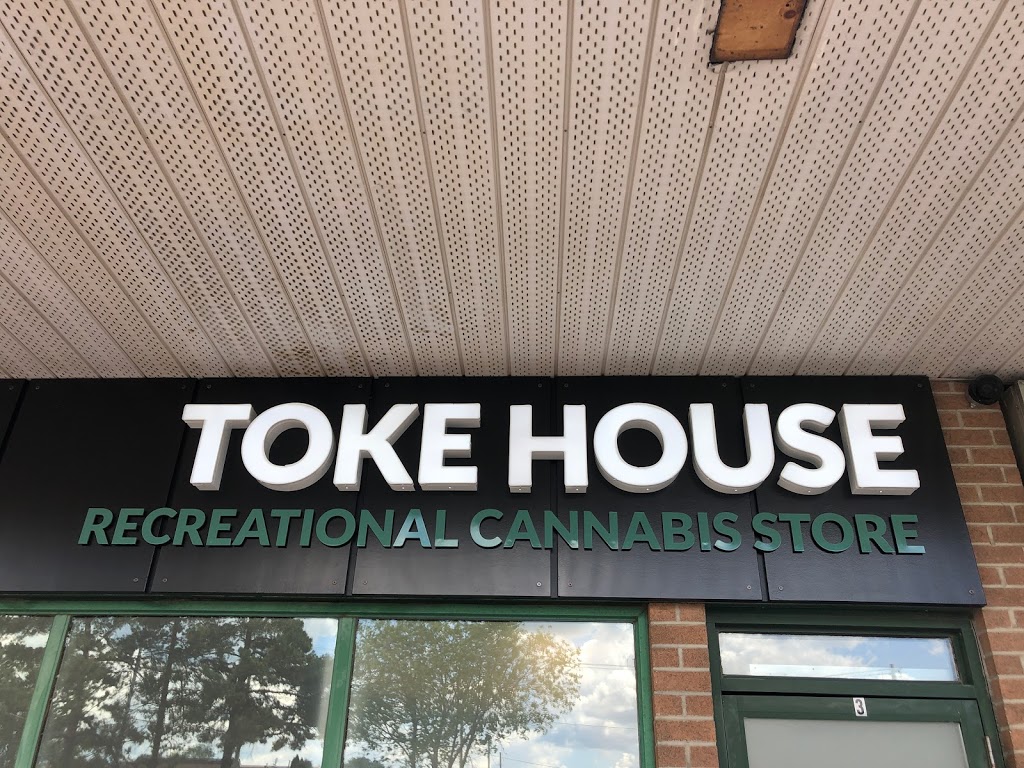 TOKE HOUSE
RECREATIONAL CANNABIS STORE
3